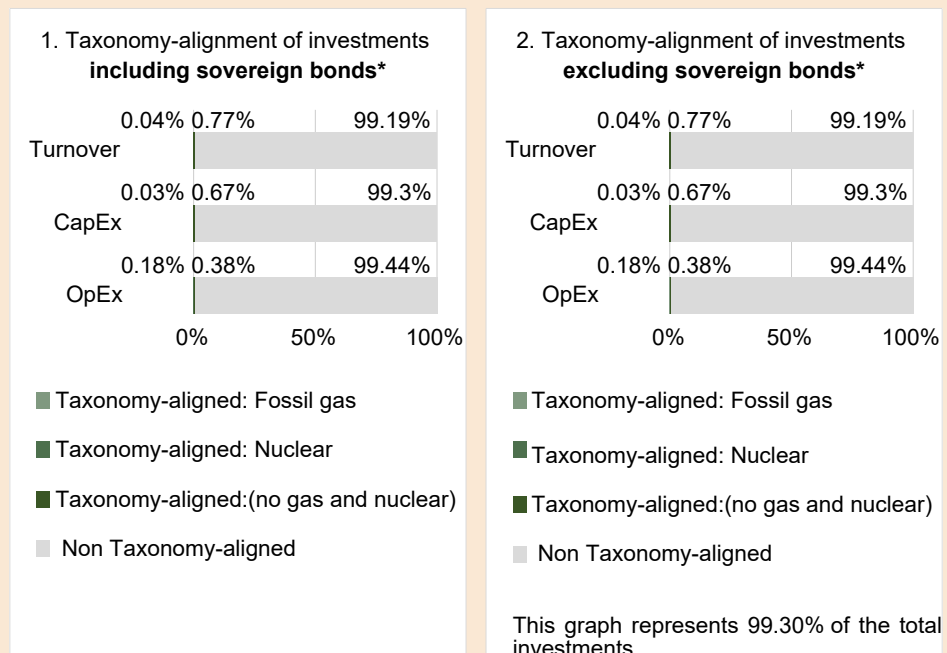 1. Taxonomy-alignment of investments
including sovereign bonds*
0.04% 0.77% 99.19%
Turnover
0.03% 0.67% 99.3%
CapEx
0.18% 0.38% 99.44%
OpEx
0% 50% 100%
Taxonomy-aligned: Fossil gas
Taxonomy-aligned: Nuclear
Taxonomy-aligned:(no gas and nuclear)
Non Taxonomy-aligned
2. Taxonomy-alignment of investments
excluding sovereign bonds*
0.04% 0.77% 99.19%
Turnover
0.03% 0.67% 99.3%
CapEx
0.18% 0.38% 99.44%
OpEx
0% 50% 100%
Taxonomy-aligned: Fossil gas
Taxonomy-aligned: Nuclear
Taxonomy-aligned:(no gas and nuclear)
Non Taxonomy-aligned
This graph represents 99.30% of the total
investments